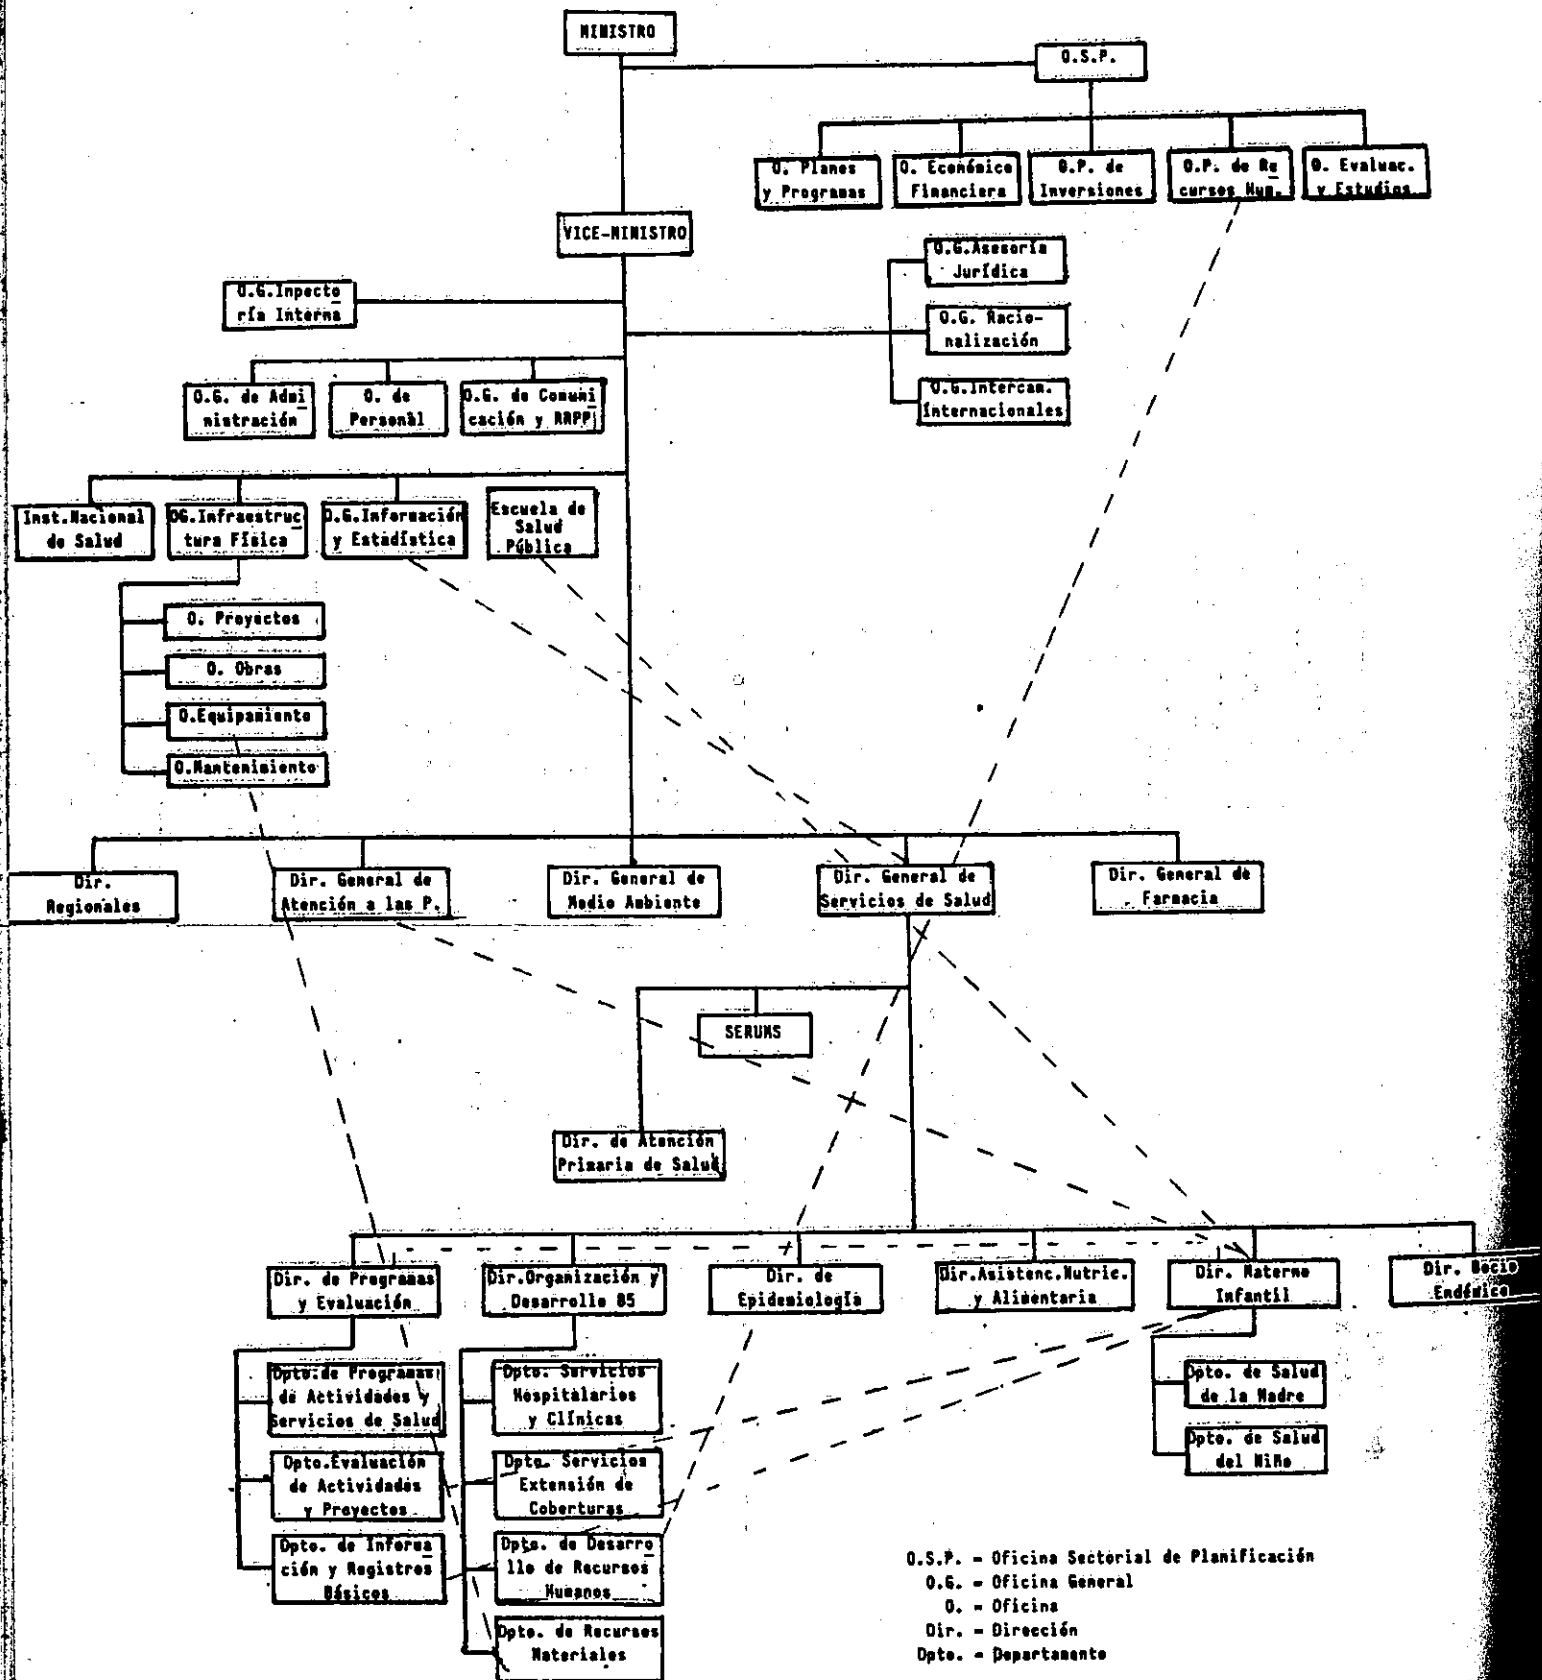 MINISTRO
O.S.P.
O. Planes
y Programas
O. Económico
Financiera
O.P. de
Inversiones
O.P. de Re
cursos Hum.
O. Evaluac.
y Estudios
VICE-MINISTRO
O.G.Asesoría
Jurídica
O.G.Inpecto
ría Interna
O.G. Racio-
nalización
O.G.Intercam.
Internacionales
O.G. de Admi
nistración
O. de
Personal
O.G. de Comuni
cación y RRPP
Inst.Nacional
de Salud
OG.Infraestruc
tura Física
O.G.Información
y Estadística
Escuela de
Salud
Pública
O. Proyectos
O. Obras
O.Equipamiento
O.Mantenimiento
Dir.
Regionales
Dir. General de
Atención a las P.
Dir. General de
Medio Ambiente
Dir. General de
Servicios de Salud
Dir. General de
Farmacia
SERUMS
Dir. de Atención
Primaria de Salud
Dir. de Programas
y Evaluación
Dir.Organización y
Desarrollo 85
Dir. de
Epidemiología
Dir.Asistenc.Nutric.
y Alimentaria
Dir. Materno
Infantil
Dir. Bocio
Endémico
Dpto.de Programas
de Actividades y
Servicios de Salud
Dpto. Servicios
Hospitalarios
y Clínicas
Dpto. de Salud
de la Madre
Dpto.Evaluación
de Actividades
y Proyectos
Dpto. Servicios
Extensión de
Coberturas
Dpto. de Salud
del Niño
Dpto. de Informa
ción y Registros
Básicos
Dpto. de Desarro
llo de Recursos
Humanos
Dpto. de Recursos
Materiales
O.S.P. = Oficina Sectorial de Planificación
O.G. = Oficina General
O. = Oficina
Dir. = Dirección
Dpto. = Departamento